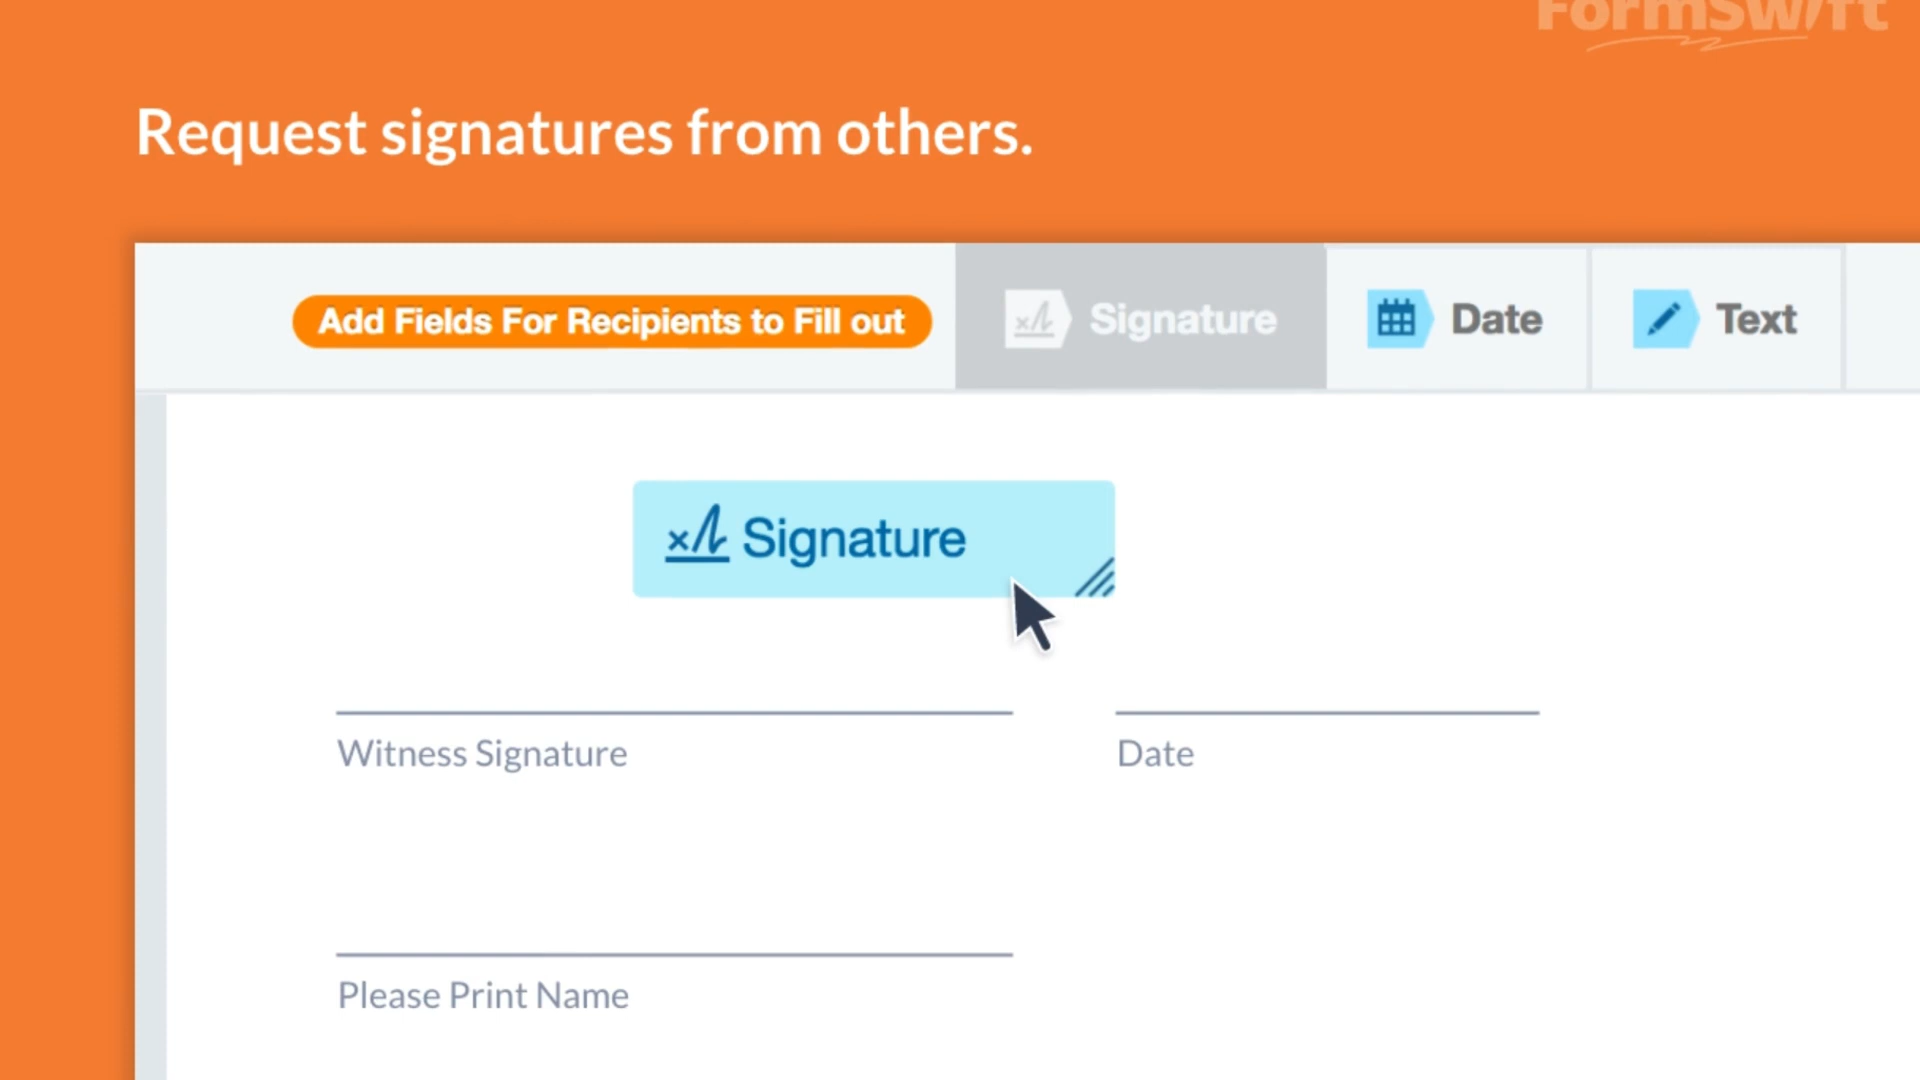 FormSwift
Request signatures from others.
Add Fields For Recipients to Fill out
Signature
Date
Text
Signature
Witness Signature
Date
Please Print Name